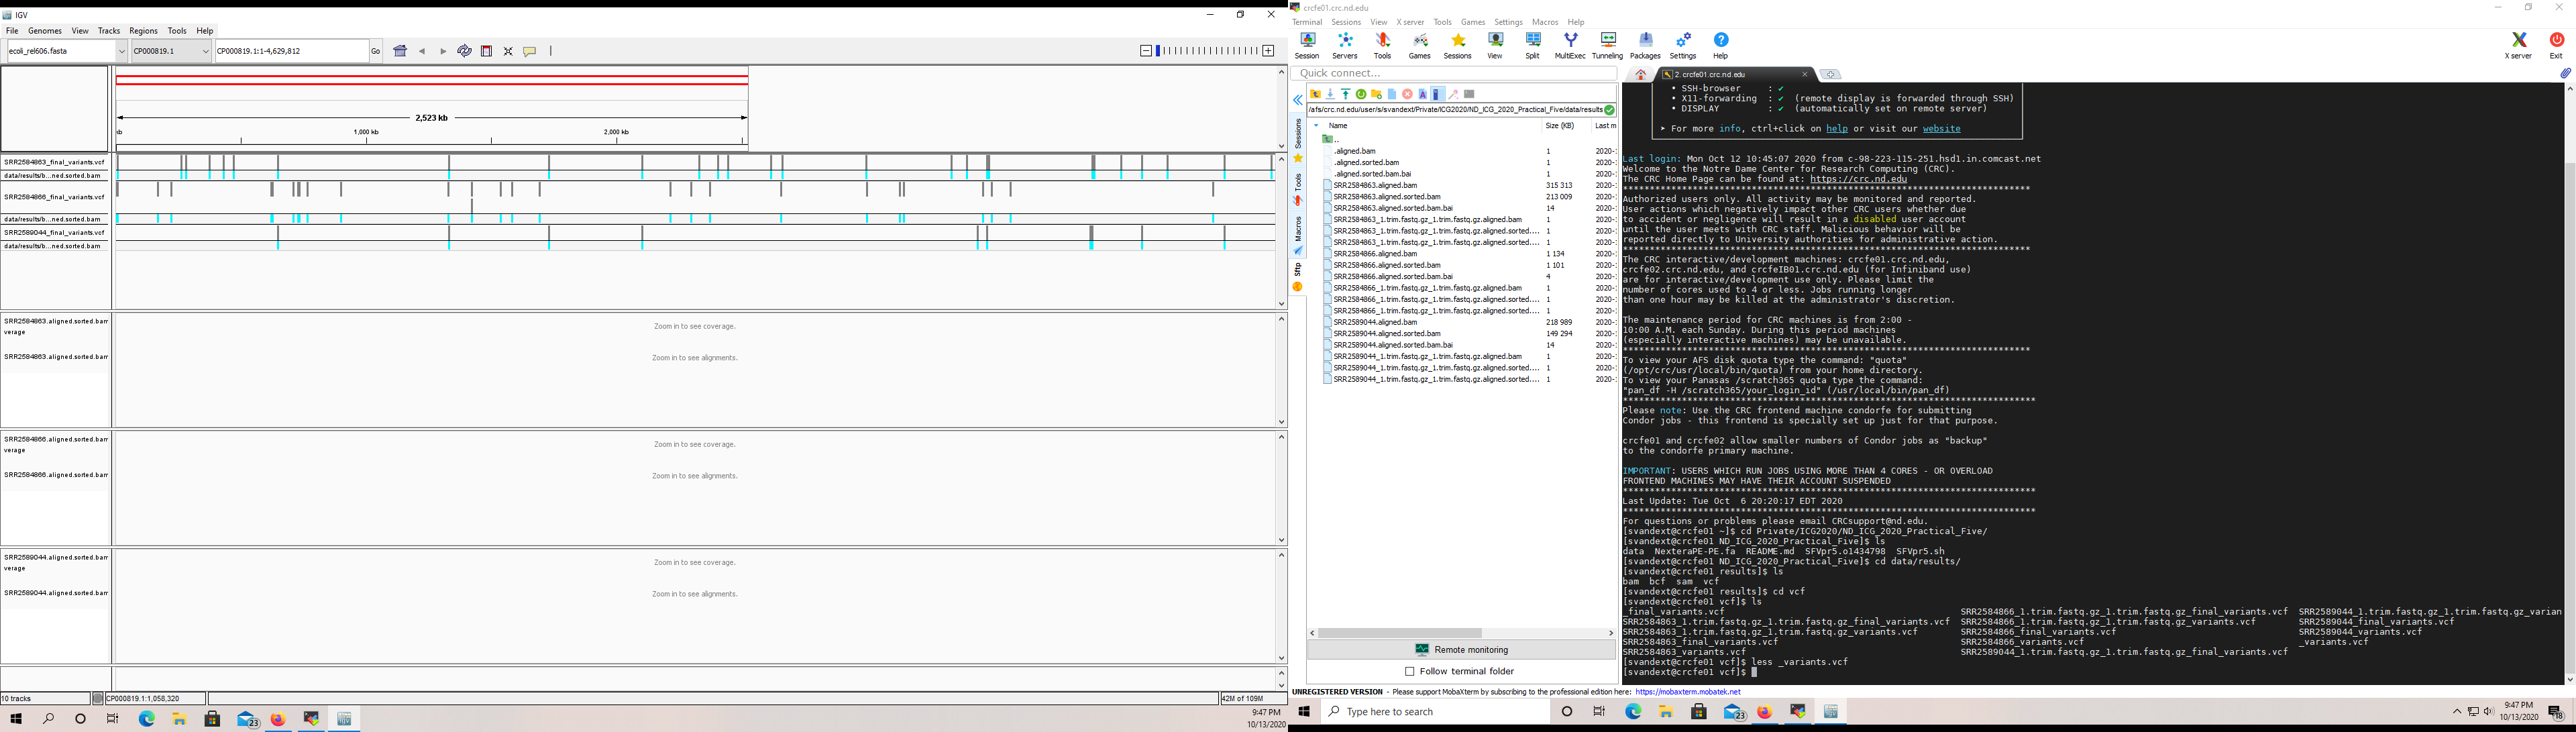 IGV
File Genomes View Tracks Regions Tools Help
ecoli_rel606.fasta CP000819.1 CP000819.1:1-4,629,812 Go
2,523 kb
kb 1,000 kb 2,000 kb
SRR2584863_final_variants.vcf
data/results/b...ned.sorted.bam
SRR2584866_final_variants.vcf
data/results/b...ned.sorted.bam
SRR2589044_final_variants.vcf
data/results/b...ned.sorted.bam
SRR2584863.aligned.sorted.bam
verage
Zoom in to see coverage.
SRR2584863.aligned.sorted.bam
Zoom in to see alignments.
SRR2584866.aligned.sorted.bam
verage
Zoom in to see coverage.
SRR2584866.aligned.sorted.bam
Zoom in to see alignments.
SRR2589044.aligned.sorted.bam
verage
Zoom in to see coverage.
SRR2589044.aligned.sorted.bam
Zoom in to see alignments.
10 tracks CP000819.1:1,058,320 42M of 109M
23
9:47 PM
10/13/2020
crcfe01.crc.nd.edu
Terminal Sessions View X server Tools Games Settings Macros Help
Session Servers Tools Games Sessions View Split MultiExec Tunneling Packages Settings Help X server Exit
Quick connect...
2. crcfe01.crc.nd.edu
Sessions
Tools
Macros
Sftp
/afs/crc.nd.edu/user/s/svandext/Private/ICG2020/ND_ICG_2020_Practical_Five/data/results
Name Size (KB) Last m
..
.aligned.bam 1 2020-1
.aligned.sorted.bam 1 2020-1
.aligned.sorted.bam.bai 1 2020-1
SRR2584863.aligned.bam 315 313 2020-1
SRR2584863.aligned.sorted.bam 213 009 2020-1
SRR2584863.aligned.sorted.bam.bai 14 2020-1
SRR2584863_1.trim.fastq.gz_1.trim.fastq.gz.aligned.bam 1 2020-1
SRR2584863_1.trim.fastq.gz_1.trim.fastq.gz.aligned.sorted.... 1 2020-1
SRR2584863_1.trim.fastq.gz_1.trim.fastq.gz.aligned.sorted.... 1 2020-1
SRR2584866.aligned.bam 1 134 2020-1
SRR2584866.aligned.sorted.bam 1 101 2020-1
SRR2584866.aligned.sorted.bam.bai 4 2020-1
SRR2584866_1.trim.fastq.gz_1.trim.fastq.gz.aligned.bam 1 2020-1
SRR2584866_1.trim.fastq.gz_1.trim.fastq.gz.aligned.sorted.... 1 2020-1
SRR2584866_1.trim.fastq.gz_1.trim.fastq.gz.aligned.sorted.... 1 2020-1
SRR2589044.aligned.bam 218 989 2020-1
SRR2589044.aligned.sorted.bam 149 294 2020-1
SRR2589044.aligned.sorted.bam.bai 14 2020-1
SRR2589044_1.trim.fastq.gz_1.trim.fastq.gz.aligned.bam 1 2020-1
SRR2589044_1.trim.fastq.gz_1.trim.fastq.gz.aligned.sorted.... 1 2020-1
SRR2589044_1.trim.fastq.gz_1.trim.fastq.gz.aligned.sorted.... 1 2020-1
Remote monitoring
Follow terminal folder
• SSH-browser : ✔
• X11-forwarding : ✔ (remote display is forwarded through SSH)
• DISPLAY : ✔ (automatically set on remote server)
➤ For more info, ctrl+click on help or visit our website
Last login: Mon Oct 12 10:45:07 2020 from c-98-223-115-251.hsd1.in.comcast.net
Welcome to the Notre Dame Center for Research Computing (CRC).
The CRC Home Page can be found at: https://crc.nd.edu
******************************************************************************
Authorized users only. All activity may be monitored and reported.
User actions which negatively impact other CRC users whether due
to accident or negligence will result in a disabled user account
until the user meets with CRC staff. Malicious behavior will be
reported directly to University authorities for administrative action.
******************************************************************************
The CRC interactive/development machines: crcfe01.crc.nd.edu,
crcfe02.crc.nd.edu, and crcfeIB01.crc.nd.edu (for Infiniband use)
are for interactive/development use only. Please limit the
number of cores used to 4 or less. Jobs running longer
than one hour may be killed at the administrator's discretion.
The maintenance period for CRC machines is from 2:00 -
10:00 A.M. each Sunday. During this period machines
(especially interactive machines) may be unavailable.
******************************************************************************
To view your AFS disk quota type the command: "quota"
(/opt/crc/usr/local/bin/quota) from your home directory.
To view your Panasas /scratch365 quota type the command:
"pan_df -H /scratch365/your_login_id" (/usr/local/bin/pan_df)
*******************************************************************************
Please note: Use the CRC frontend machine condorfe for submitting
Condor jobs - this frontend is specially set up just for that purpose.
crcfe01 and crcfe02 allow smaller numbers of Condor jobs as "backup"
to the condorfe primary machine.
IMPORTANT: USERS WHICH RUN JOBS USING MORE THAN 4 CORES - OR OVERLOAD
FRONTEND MACHINES MAY HAVE THEIR ACCOUNT SUSPENDED
*******************************************************************************
Last Update: Tue Oct  6 20:20:17 EDT 2020
*******************************************************************************
For questions or problems please email CRCsupport@nd.edu.
[svandext@crcfe01 ~]$ cd Private/ICG2020/ND_ICG_2020_Practical_Five/
[svandext@crcfe01 ND_ICG_2020_Practical_Five]$ ls
data NexteraPE-PE.fa README.md SFVpr5.o1434798 SFVpr5.sh
[svandext@crcfe01 ND_ICG_2020_Practical_Five]$ cd data/results/
[svandext@crcfe01 results]$ ls
bam bcf sam vcf
[svandext@crcfe01 results]$ cd vcf
[svandext@crcfe01 vcf]$ ls
_final_variants.vcf SRR2584866_1.trim.fastq.gz_1.trim.fastq.gz_final_variants.vcf SRR2589044_1.trim.fastq.gz_1.trim.fastq.gz_varian
SRR2584863_1.trim.fastq.gz_1.trim.fastq.gz_final_variants.vcf SRR2584866_1.trim.fastq.gz_1.trim.fastq.gz_variants.vcf SRR2589044_final_variants.vcf
SRR2584863_1.trim.fastq.gz_1.trim.fastq.gz_variants.vcf SRR2584866_final_variants.vcf SRR2589044_variants.vcf
SRR2584863_final_variants.vcf SRR2584866_variants.vcf _variants.vcf
SRR2584863_variants.vcf SRR2589044_1.trim.fastq.gz_1.trim.fastq.gz_final_variants.vcf
[svandext@crcfe01 vcf]$ less _variants.vcf
[svandext@crcfe01 vcf]$
UNREGISTERED VERSION - Please support MobaXterm by subscribing to the professional edition here: https://mobaxterm.mobatek.net
Type here to search 23
9:47 PM
10/13/2020
18